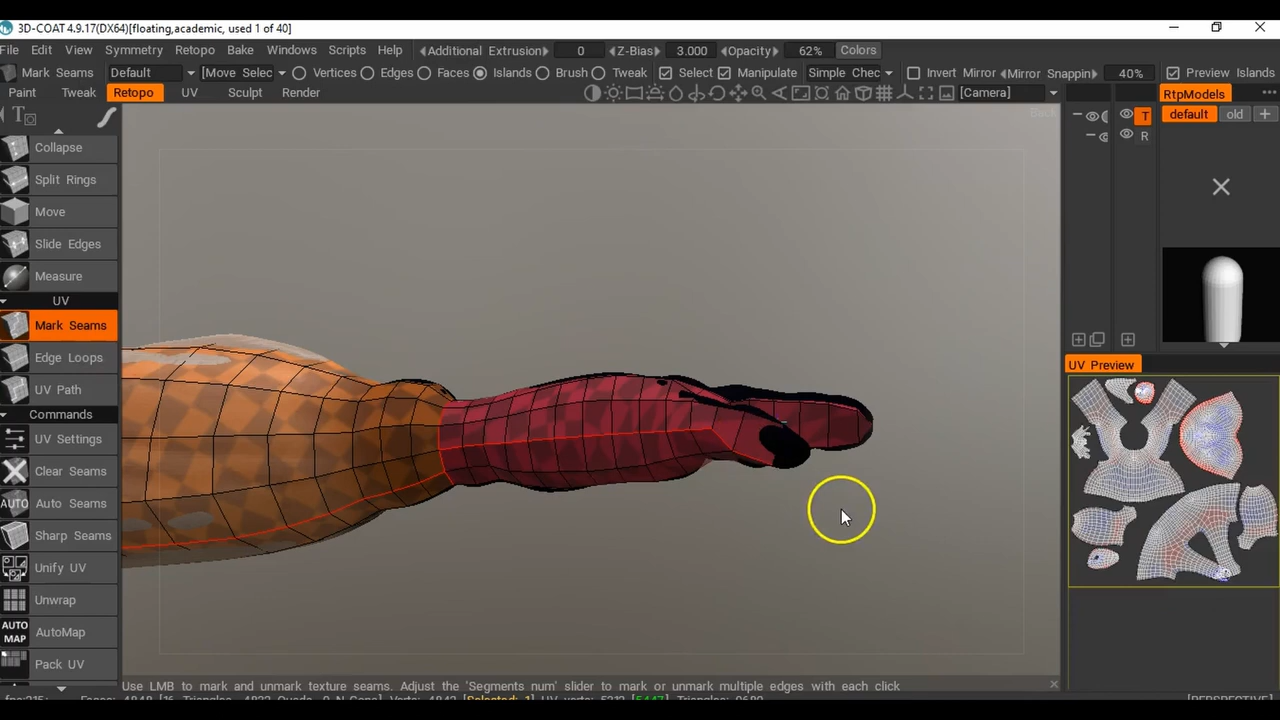 3D-COAT 4.9.17(DX64)[floating,academic, used 1 of 40]
File Edit View Symmetry Retopo Bake Windows Scripts Help Additional Extrusion 0 Z-Bias 3.000 Opacity 62% Colors
Mark Seams Default [Move Selec Vertices Edges Faces Islands Brush Tweak Select Manipulate Simple Chec Invert Mirror Mirror Snappin 40% Preview Islands
Paint Tweak Retopo UV Sculpt Render [Camera] RtpModels
default old +
T
R
Back
Collapse
Split Rings
Move
Slide Edges
Measure
UV
Mark Seams
Edge Loops
UV Path
Commands
UV Settings
Clear Seams
AUTO Auto Seams
Sharp Seams
Unify UV
Unwrap
AUTO MAP AutoMap
Pack UV
UV Preview
Use LMB to mark and unmark texture seams. Adjust the 'Segments num' slider to mark or unmark multiple edges with each click